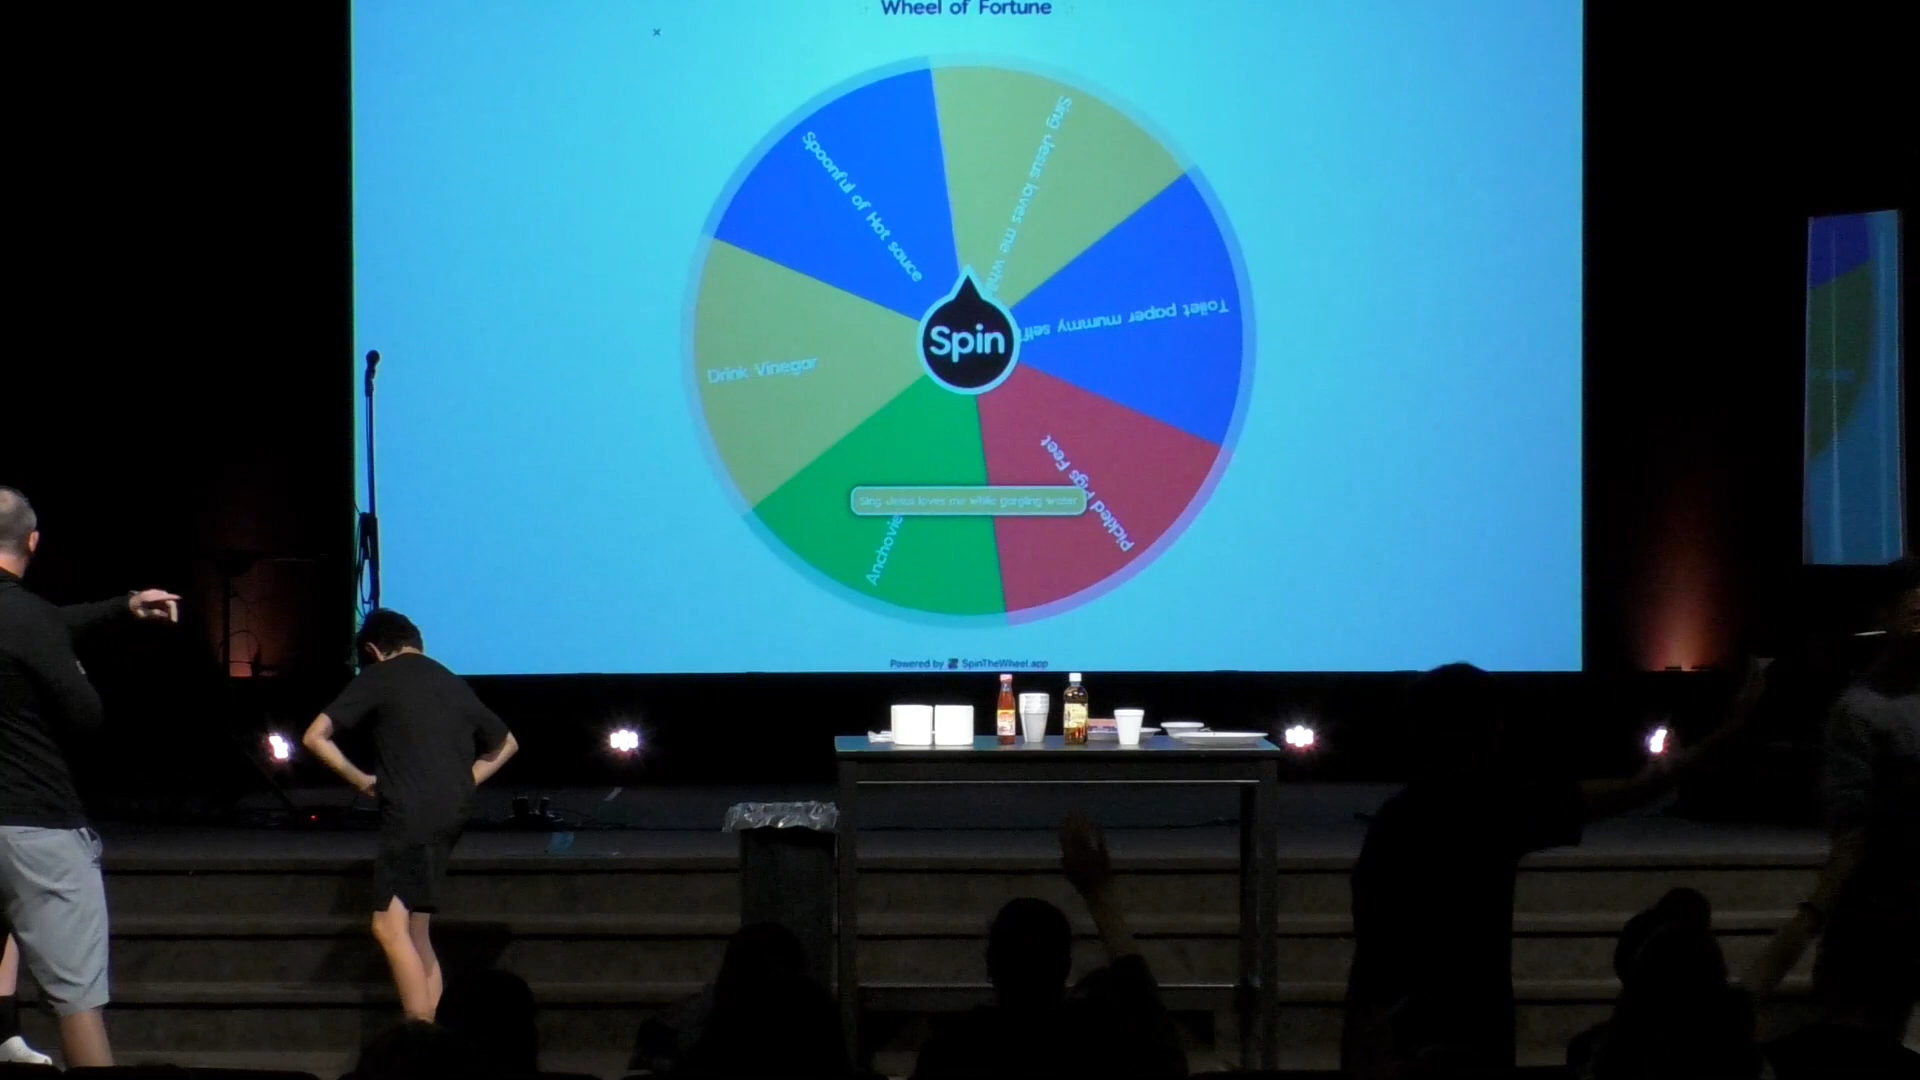 Wheel of Fortune
×
Spoonful of Hot sauce
Sing Jesus loves me whil
Toilet paper mummy self
Drink Vinegar
Spin
Pickled Pigs Feet
Sing Jesus loves me while gargling water
Anchovie
Powered by SpinTheWheel.app